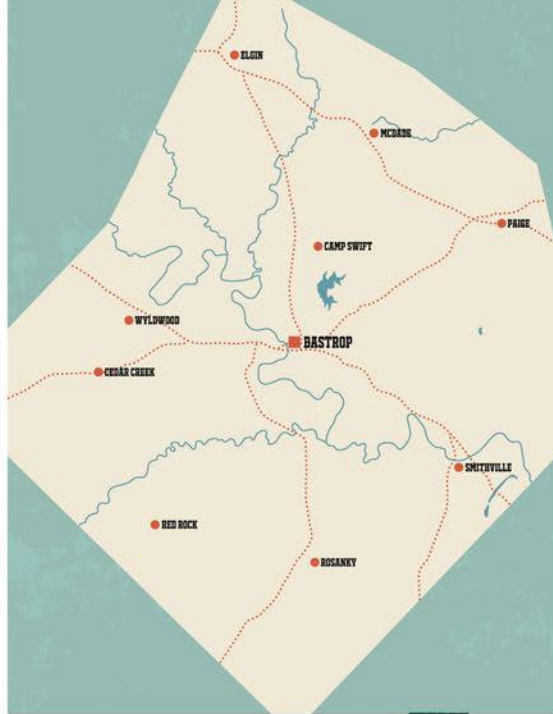 ELGIN
MCDADE
PAIGE
CAMP SWIFT
WYLDWOOD
BASTROP
CEDAR CREEK
SMITHVILLE
RED ROCK
ROSANKY